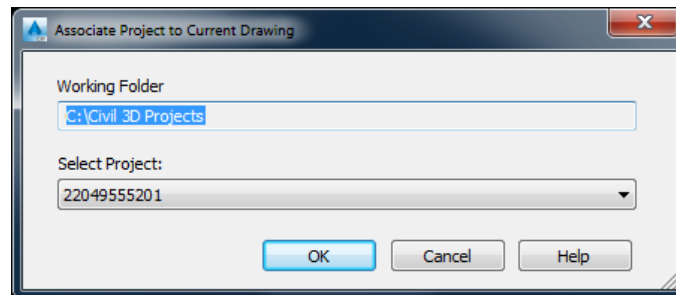 Associate Project to Current Drawing
Working Folder
C:\Civil 3D Projects
Select Project:
22049555201
OK Cancel Help